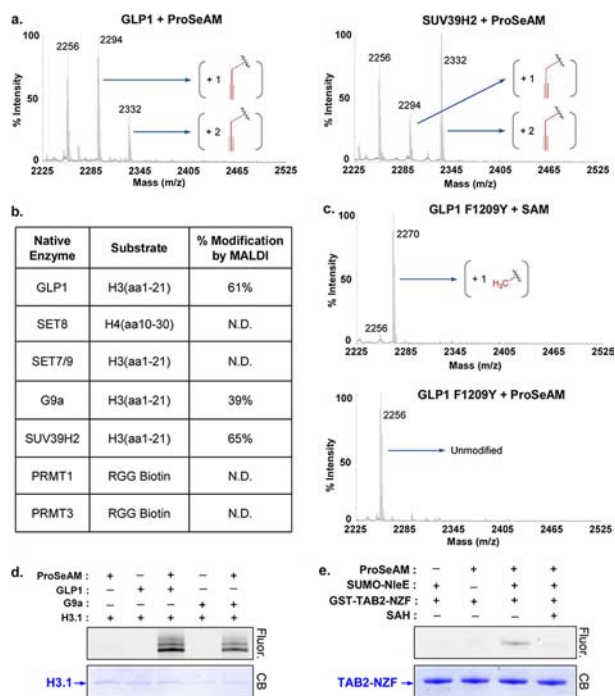 a.
GLP1 + ProSeAM
2256
2294
2332
+ 1
+ 2
% Intensity
100
50
0
2225 2285 2345 2405 2465 2525
Mass (m/z)
SUV39H2 + ProSeAM
2332
2256
2294
+ 1
+ 2
% Intensity
100
50
0
2225 2285 2345 2405 2465 2525
Mass (m/z)
b.
Native Enzyme Substrate % Modification by MALDI
GLP1 H3(aa1-21) 61%
SET8 H4(aa10-30) N.D.
SET7/9 H3(aa1-21) N.D.
G9a H3(aa1-21) 39%
SUV39H2 H3(aa1-21) 65%
PRMT1 RGG Biotin N.D.
PRMT3 RGG Biotin N.D.
c.
GLP1 F1209Y + SAM
2270
+ 1 H₃C
2256
% Intensity
100
50
0
2225 2285 2345 2405 2465 2525
Mass (m/z)
GLP1 F1209Y + ProSeAM
2256
Unmodified
% Intensity
100
50
0
2225 2285 2345 2405 2465 2525
Mass (m/z)
d.
ProSeAM : + – + – +
GLP1 : – + + – –
G9a : – – – + +
H3.1 : + + + + +
Fluor.
H3.1
CB
e.
ProSeAM : – + + +
SUMO-NleE : + – + +
GST-TAB2-NZF : + + + +
SAH : – – – +
Fluor.
TAB2-NZF
CB